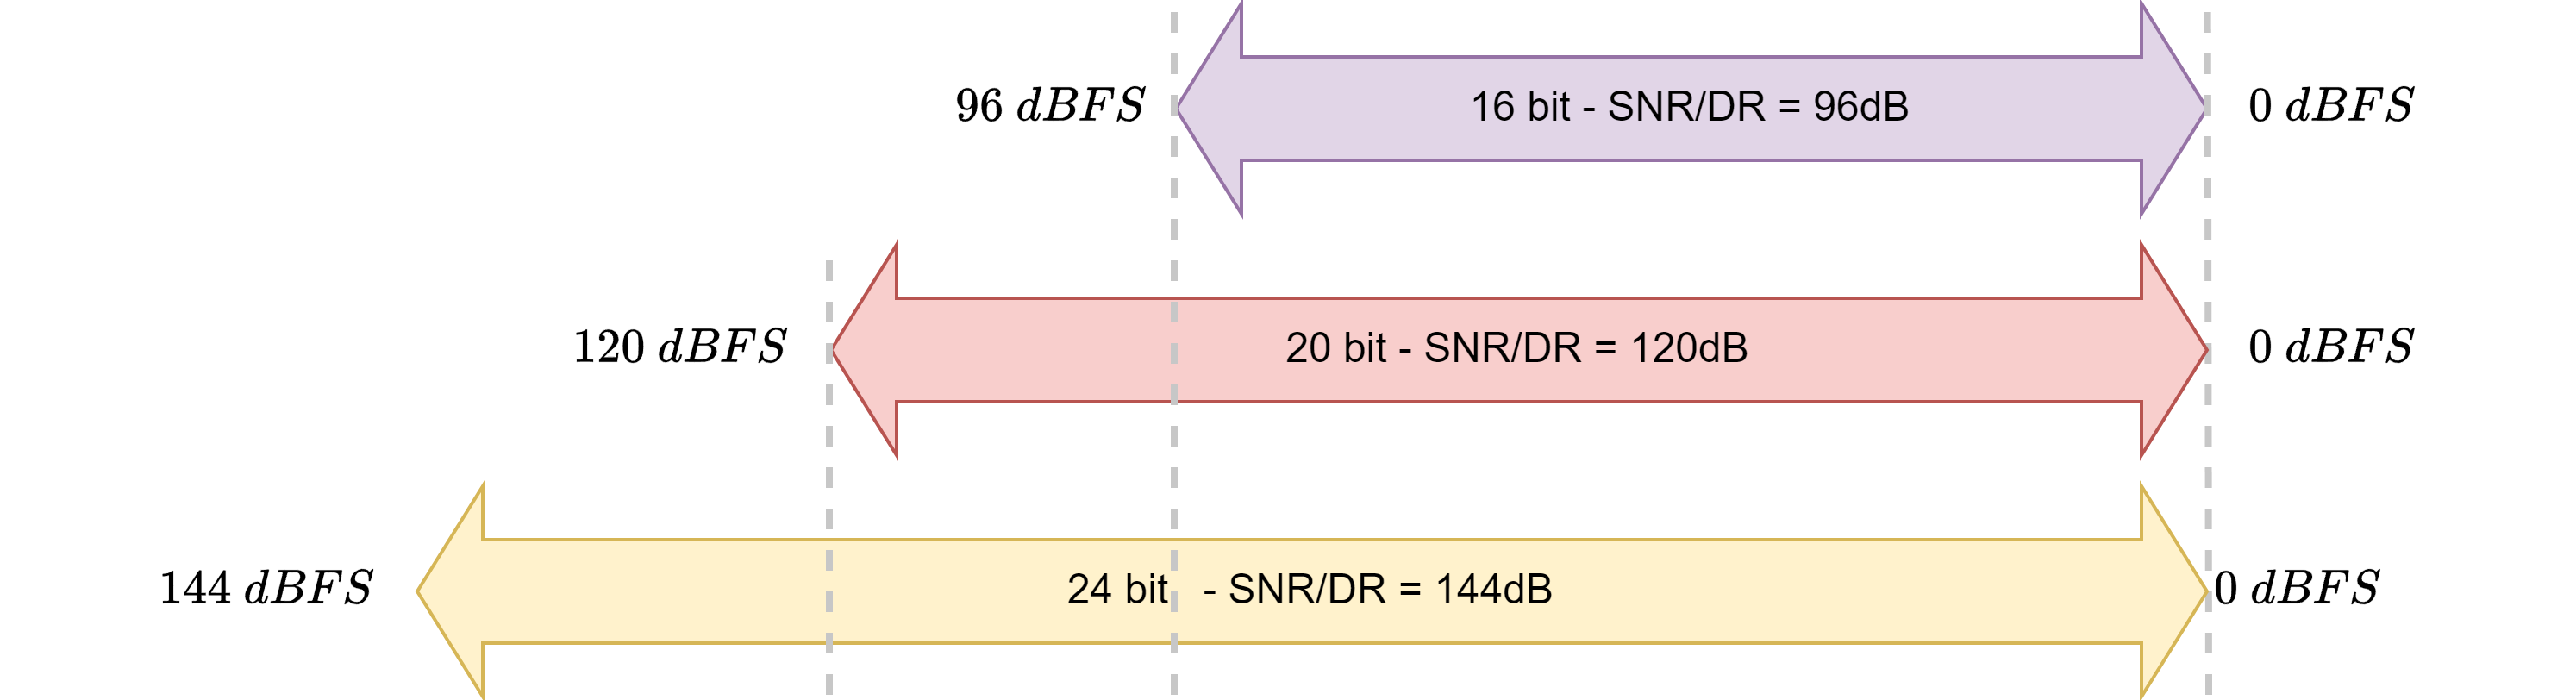 96 dBFS 16 bit - SNR/DR = 96dB 0 dBFS
120 dBFS 20 bit - SNR/DR = 120dB 0 dBFS
144 dBFS 24 bit - SNR/DR = 144dB 0 dBFS